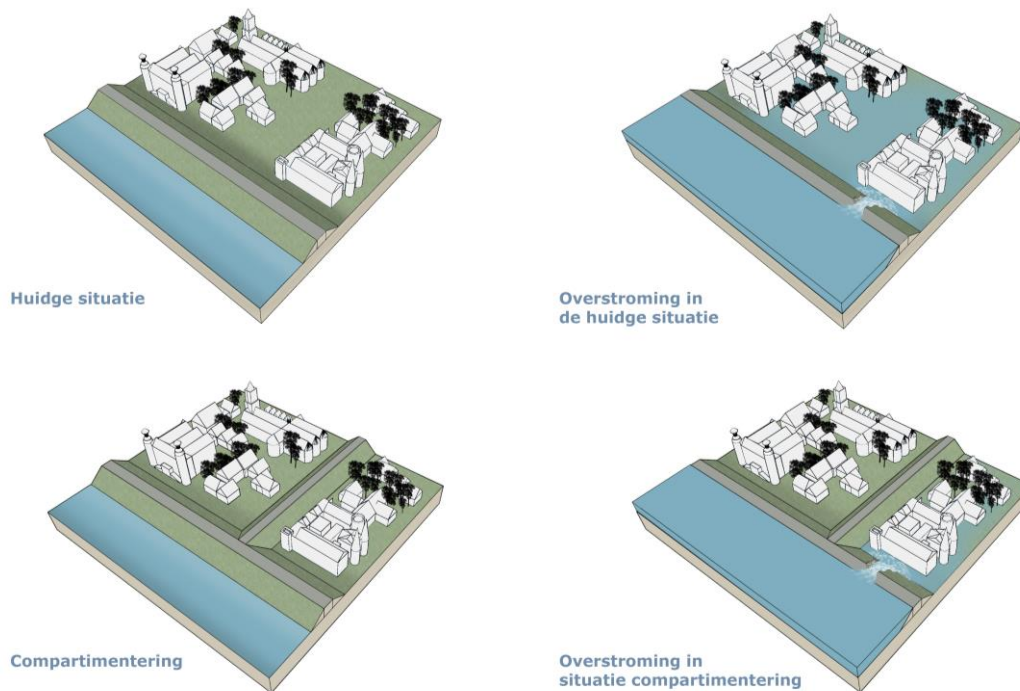 Huidge situatie
Overstroming in
de huidge situatie
Compartimentering
Overstroming in
situatie compartimentering